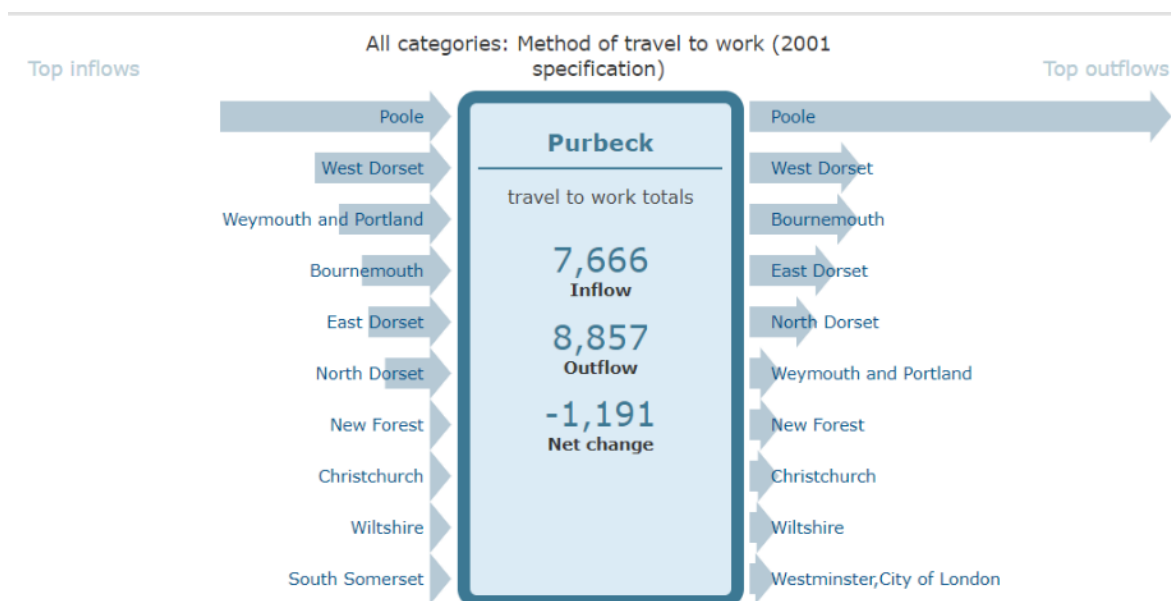 All categories: Method of travel to work (2001
specification)
Top inflows
Top outflows
Poole
West Dorset
Weymouth and Portland
Bournemouth
East Dorset
North Dorset
New Forest
Christchurch
Wiltshire
South Somerset
Purbeck
travel to work totals
7,666
Inflow
8,857
Outflow
-1,191
Net change
Poole
West Dorset
Bournemouth
East Dorset
North Dorset
Weymouth and Portland
New Forest
Christchurch
Wiltshire
Westminster,City of London